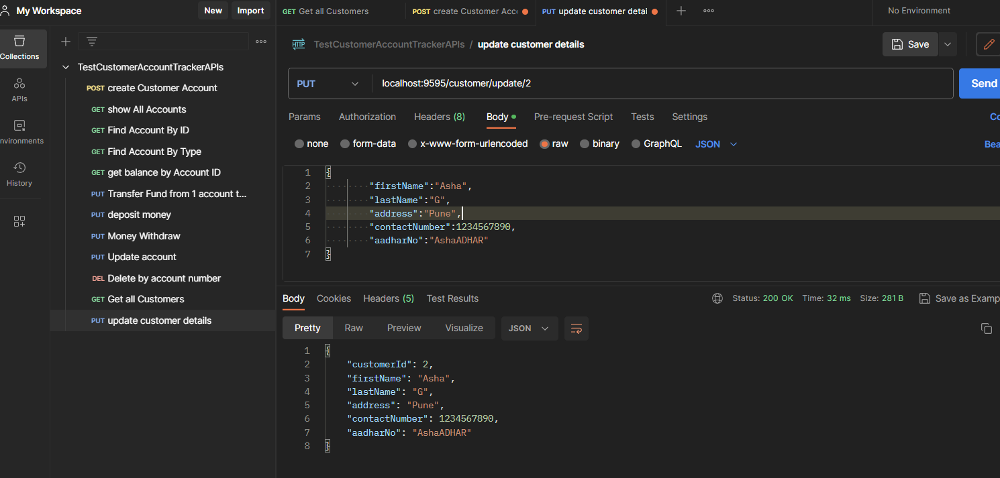 My Workspace
New
Import
GET Get all Customers
POST create Customer Acc
PUT update customer detai
No Environment
Collections
APIs
nvironments
History
TestCustomerAccountTrackerAPIs
POST create Customer Account
GET show All Accounts
GET Find Account By ID
GET Find Account By Type
GET get balance by Account ID
PUT Transfer Fund from 1 account t...
PUT deposit money
PUT Money Withdraw
PUT Update account
DEL Delete by account number
GET Get all Customers
PUT update customer details
HTTP TestCustomerAccountTrackerAPIs / update customer details
Save
PUT localhost:9595/customer/update/2
Send
Params Authorization Headers (8) Body Pre-request Script Tests Settings Co
none form-data x-www-form-urlencoded raw binary GraphQL JSON Bea
1 {
2 "firstName":"Asha",
3 "lastName":"G",
4 "address":"Pune",
5 "contactNumber":1234567890,
6 "aadharNo":"AshaADHAR"
7 }
Body Cookies Headers (5) Test Results Status: 200 OK Time: 32 ms Size: 281 B Save as Examp
Pretty Raw Preview Visualize JSON
1 {
2 "customerId": 2,
3 "firstName": "Asha",
4 "lastName": "G",
5 "address": "Pune",
6 "contactNumber": 1234567890,
7 "aadharNo": "AshaADHAR"
8 }